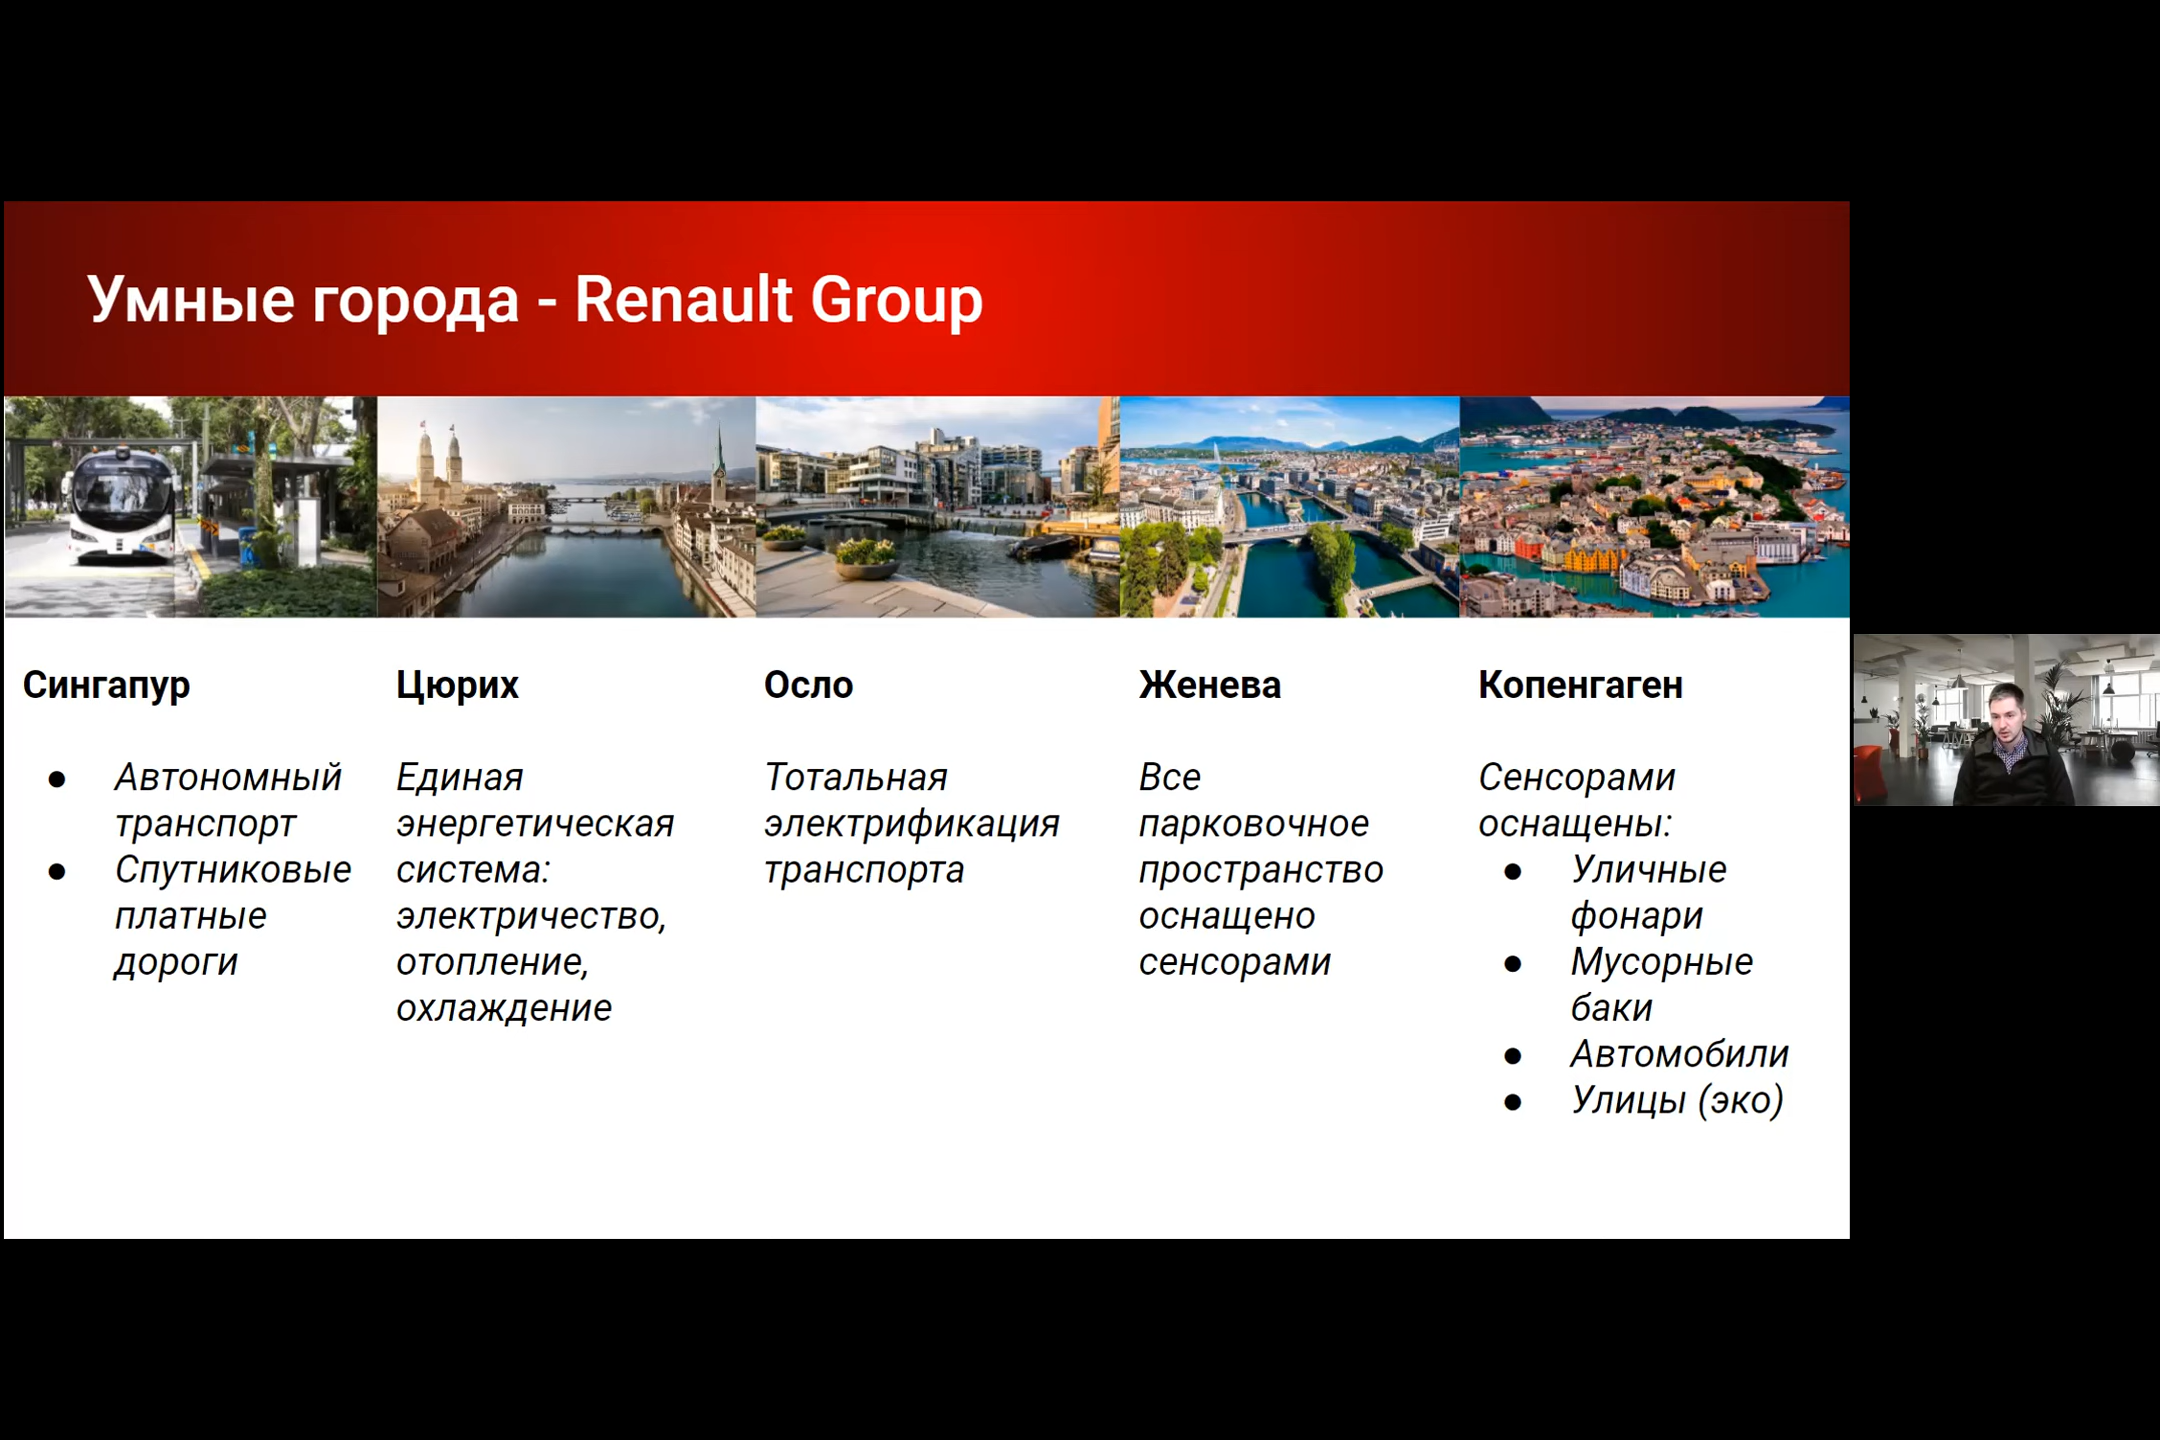 Умные города - Renault Group
Сингапур
● Автономный
транспорт
● Спутниковые
платные
дороги
Цюрих
Единая
энергетическая
система:
электричество,
отопление,
охлаждение
Осло
Тотальная
электрификация
транспорта
Женева
Все
парковочное
пространство
оснащено
сенсорами
Копенгаген
Сенсорами
оснащены:
● Уличные
фонари
● Мусорные
баки
● Автомобили
● Улицы (эко)